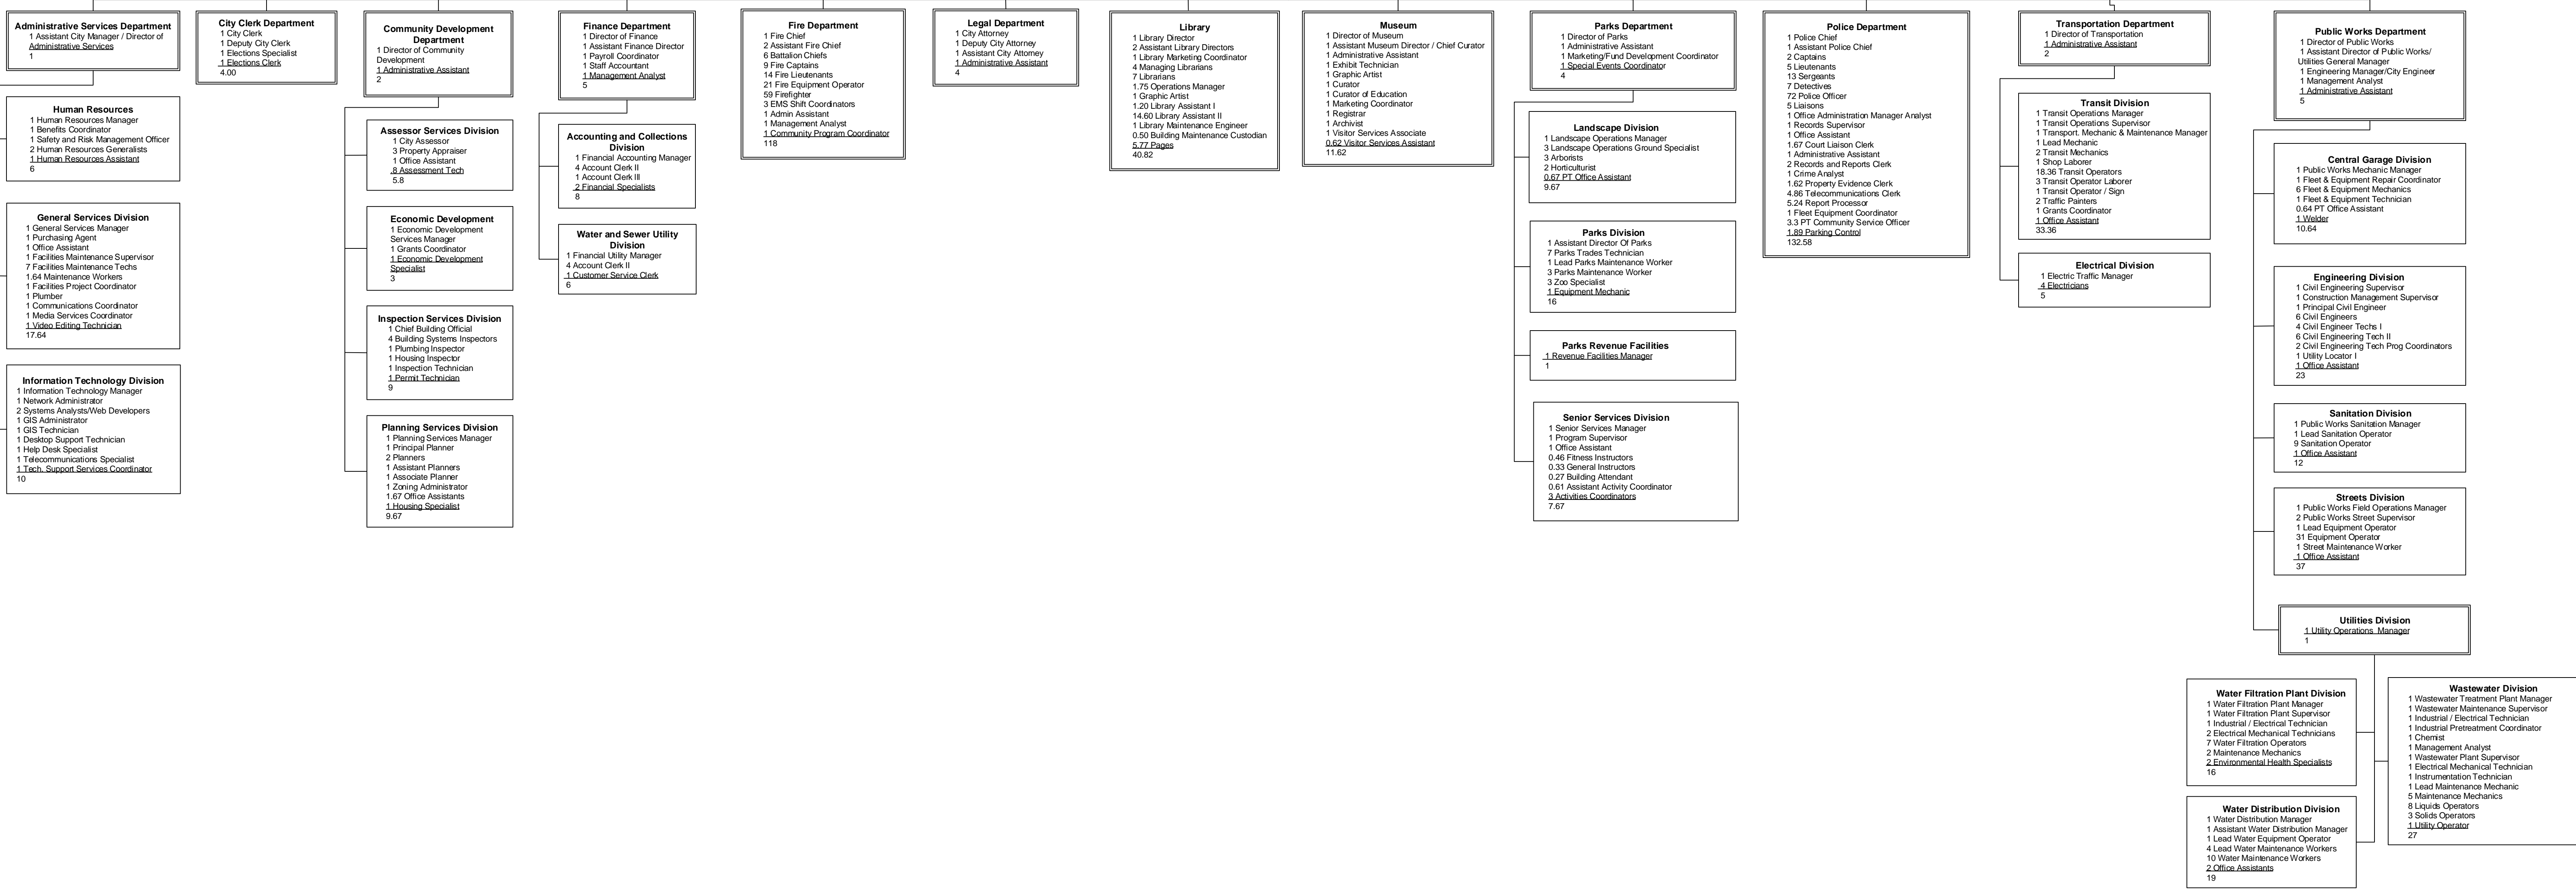 Administrative Services Department
1 Assistant City Manager / Director of
Administrative Services
1
Human Resources
1 Human Resources Manager
1 Benefits Coordinator
1 Safety and Risk Management Officer
2 Human Resources Generalists
1 Human Resources Assistant
6
General Services Division
1 General Services Manager
1 Purchasing Agent
1 Office Assistant
1 Facilities Maintenance Supervisor
7 Facilities Maintenance Techs
1.64 Maintenance Workers
1 Facilities Project Coordinator
1 Plumber
1 Communications Coordinator
1 Media Services Coordinator
1 Video Editing Technician
17.64
Information Technology Division
1 Information Technology Manager
1 Network Administrator
2 Systems Analysts/Web Developers
1 GIS Administrator
1 GIS Technician
1 Desktop Support Technician
1 Help Desk Specialist
1 Telecommunications Specialist
1 Tech. Support Services Coordinator
10
City Clerk Department
1 City Clerk
1 Deputy City Clerk
1 Elections Specialist
1 Elections Clerk
4.00
Community Development
Department
1 Director of Community
Development
1 Administrative Assistant
2
Assessor Services Division
1 City Assessor
3 Property Appraiser
1 Office Assistant
.8 Assessment Tech
5.8
Economic Development
1 Economic Development
Services Manager
1 Grants Coordinator
1 Economic Development
Specialist
3
Inspection Services Division
1 Chief Building Official
4 Building Systems Inspectors
1 Plumbing Inspector
1 Housing Inspector
1 Inspection Technician
1 Permit Technician
9
Planning Services Division
1 Planning Services Manager
1 Principal Planner
2 Planners
1 Assistant Planners
1 Associate Planner
1 Zoning Administrator
1.67 Office Assistants
1 Housing Specialist
9.67
Finance Department
1 Director of Finance
1 Assistant Finance Director
1 Payroll Coordinator
1 Staff Accountant
1 Management Analyst
5
Accounting and Collections
Division
1 Financial Accounting Manager
4 Account Clerk II
1 Account Clerk III
2 Financial Specialists
8
Water and Sewer Utility
Division
1 Financial Utility Manager
4 Account Clerk II
1 Customer Service Clerk
6
Fire Department
1 Fire Chief
2 Assistant Fire Chief
6 Battalion Chiefs
9 Fire Captains
14 Fire Lieutenants
21 Fire Equipment Operator
59 Firefighter
3 EMS Shift Coordinators
1 Admin Assistant
1 Management Analyst
1 Community Program Coordinator
118
Legal Department
1 City Attorney
1 Deputy City Attorney
1 Assistant City Attorney
1 Administrative Assistant
4
Library
1 Library Director
2 Assistant Library Directors
1 Library Marketing Coordinator
4 Managing Librarians
7 Librarians
1.75 Operations Manager
1 Graphic Artist
1.20 Library Assistant I
14.60 Library Assistant II
1 Library Maintenance Engineer
0.50 Building Maintenance Custodian
5.77 Pages
40.82
Museum
1 Director of Museum
1 Assistant Museum Director / Chief Curator
1 Administrative Assistant
1 Exhibit Technician
1 Graphic Artist
1 Curator
1 Curator of Education
1 Marketing Coordinator
1 Registrar
1 Archivist
1 Visitor Services Associate
0.62 Visitor Services Assistant
11.62
Parks Department
1 Director of Parks
1 Administrative Assistant
1 Marketing/Fund Development Coordinator
1 Special Events Coordinator
4
Landscape Division
1 Landscape Operations Manager
3 Landscape Operations Ground Specialist
3 Arborists
2 Horticulturist
0.67 PT Office Assistant
9.67
Parks Division
1 Assistant Director Of Parks
7 Parks Trades Technician
1 Lead Parks Maintenance Worker
3 Parks Maintenance Worker
3 Zoo Specialist
1 Equipment Mechanic
16
Parks Revenue Facilities
1 Revenue Facilities Manager
1
Senior Services Division
1 Senior Services Manager
1 Program Supervisor
1 Office Assistant
0.46 Fitness Instructors
0.33 General Instructors
0.27 Building Attendant
0.61 Assistant Activity Coordinator
3 Activities Coordinators
7.67
Police Department
1 Police Chief
1 Assistant Police Chief
2 Captains
5 Lieutenants
13 Sergeants
7 Detectives
72 Police Officer
5 Liaisons
1 Office Administration Manager Analyst
1 Records Supervisor
1 Office Assistant
1.67 Court Liaison Clerk
1 Administrative Assistant
2 Records and Reports Clerk
1 Crime Analyst
1.62 Property Evidence Clerk
4.86 Telecommunications Clerk
5.24 Report Processor
1 Fleet Equipment Coordinator
3.3 PT Community Service Officer
1.89 Parking Control
132.58
Transportation Department
1 Director of Transportation
1 Administrative Assistant
2
Transit Division
1 Transit Operations Manager
1 Transit Operations Supervisor
1 Transport. Mechanic & Maintenance Manager
1 Lead Mechanic
2 Transit Mechanics
1 Shop Laborer
18.36 Transit Operators
3 Transit Operator Laborer
1 Transit Operator / Sign
2 Traffic Painters
1 Grants Coordinator
1 Office Assistant
33.36
Electrical Division
1 Electric Traffic Manager
4 Electricians
5
Public Works Department
1 Director of Public Works
1 Assistant Director of Public Works/
Utilities General Manager
1 Engineering Manager/City Engineer
1 Management Analyst
1 Administrative Assistant
5
Central Garage Division
1 Public Works Mechanic Manager
1 Fleet & Equipment Repair Coordinator
6 Fleet & Equipment Mechanics
1 Fleet & Equipment Technician
0.64 PT Office Assistant
1 Welder
10.64
Engineering Division
1 Civil Engineering Supervisor
1 Construction Management Supervisor
1 Principal Civil Engineer
6 Civil Engineers
4 Civil Engineer Techs I
6 Civil Engineering Tech II
2 Civil Engineering Tech Prog Coordinators
1 Utility Locator I
1 Office Assistant
23
Sanitation Division
1 Public Works Sanitation Manager
1 Lead Sanitation Operator
9 Sanitation Operator
1 Office Assistant
12
Streets Division
1 Public Works Field Operations Manager
2 Public Works Street Supervisor
1 Lead Equipment Operator
31 Equipment Operator
1 Street Maintenance Worker
1 Office Assistant
37
Utilities Division
1 Utility Operations Manager
1
Water Filtration Plant Division
1 Water Filtration Plant Manager
1 Water Filtration Plant Supervisor
1 Industrial / Electrical Technician
2 Electrical Mechanical Technicians
7 Water Filtration Operators
2 Maintenance Mechanics
2 Environmental Health Specialists
16
Water Distribution Division
1 Water Distribution Manager
1 Assistant Water Distribution Manager
1 Lead Water Equipment Operator
4 Lead Water Maintenance Workers
10 Water Maintenance Workers
2 Office Assistants
19
Wastewater Division
1 Wastewater Treatment Plant Manager
1 Wastewater Maintenance Supervisor
1 Industrial / Electrical Technician
1 Industrial Pretreatment Coordinator
1 Chemist
1 Management Analyst
1 Wastewater Plant Supervisor
1 Electrical Mechanical Technician
1 Instrumentation Technician
1 Lead Maintenance Mechanic
5 Maintenance Mechanics
8 Liquids Operators
3 Solids Operators
1 Utility Operator
27